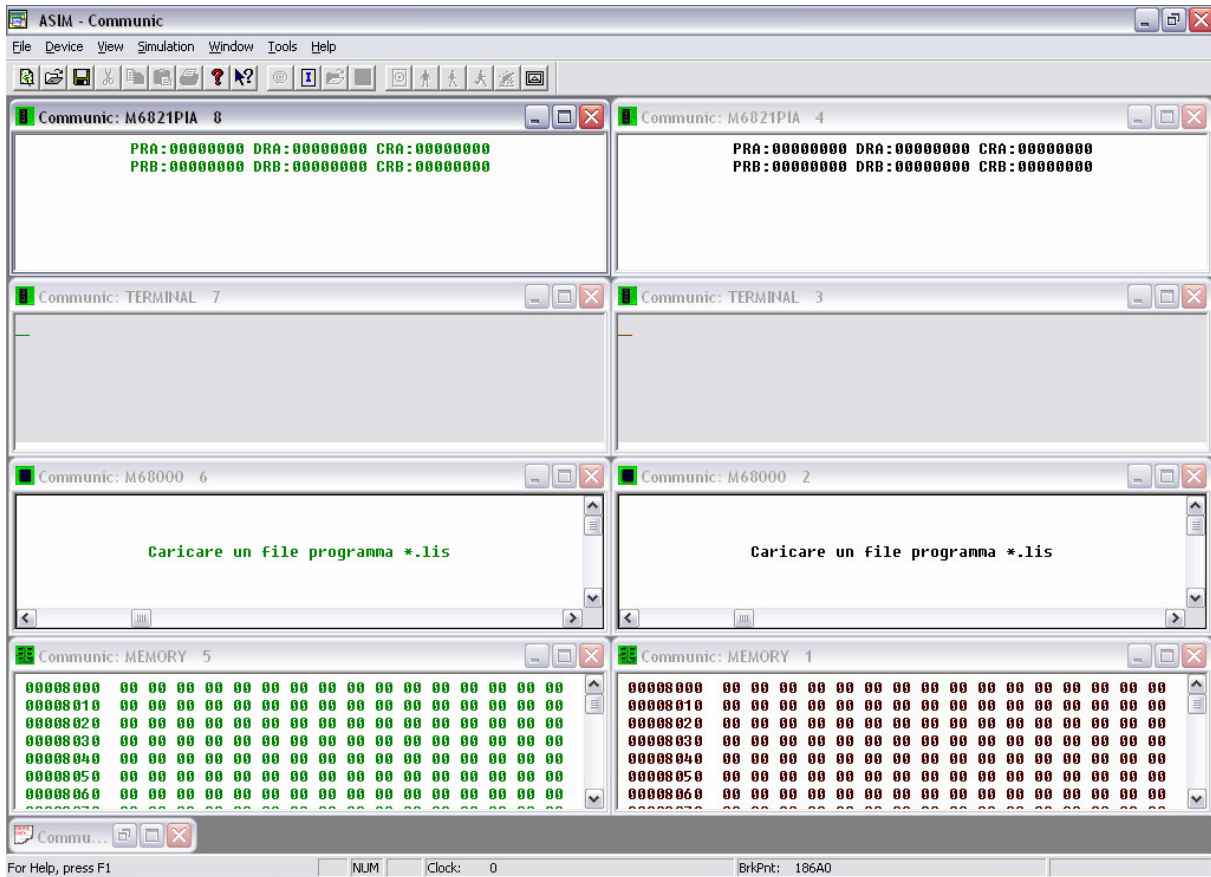 ASIM - Communic
File Device View Simulation Window Tools Help
Communic: M6821PIA 8
PRA:00000000 DRA:00000000 CRA:00000000
PRB:00000000 DRB:00000000 CRB:00000000
Communic: M6821PIA 4
PRA:00000000 DRA:00000000 CRA:00000000
PRB:00000000 DRB:00000000 CRB:00000000
Communic: TERMINAL 7
Communic: TERMINAL 3
Communic: M68000 6
Caricare un file programma *.lis
Communic: M68000 2
Caricare un file programma *.lis
Communic: MEMORY 5
00008000 00 00 00 00 00 00 00 00 00 00 00 00 00 00 00 00
00008010 00 00 00 00 00 00 00 00 00 00 00 00 00 00 00 00
00008020 00 00 00 00 00 00 00 00 00 00 00 00 00 00 00 00
00008030 00 00 00 00 00 00 00 00 00 00 00 00 00 00 00 00
00008040 00 00 00 00 00 00 00 00 00 00 00 00 00 00 00 00
00008050 00 00 00 00 00 00 00 00 00 00 00 00 00 00 00 00
00008060 00 00 00 00 00 00 00 00 00 00 00 00 00 00 00 00
Communic: MEMORY 1
00008000 00 00 00 00 00 00 00 00 00 00 00 00 00 00 00 00
00008010 00 00 00 00 00 00 00 00 00 00 00 00 00 00 00 00
00008020 00 00 00 00 00 00 00 00 00 00 00 00 00 00 00 00
00008030 00 00 00 00 00 00 00 00 00 00 00 00 00 00 00 00
00008040 00 00 00 00 00 00 00 00 00 00 00 00 00 00 00 00
00008050 00 00 00 00 00 00 00 00 00 00 00 00 00 00 00 00
00008060 00 00 00 00 00 00 00 00 00 00 00 00 00 00 00 00
Commu...
For Help, press F1 NUM Clock: 0 BrkPnt: 186A0